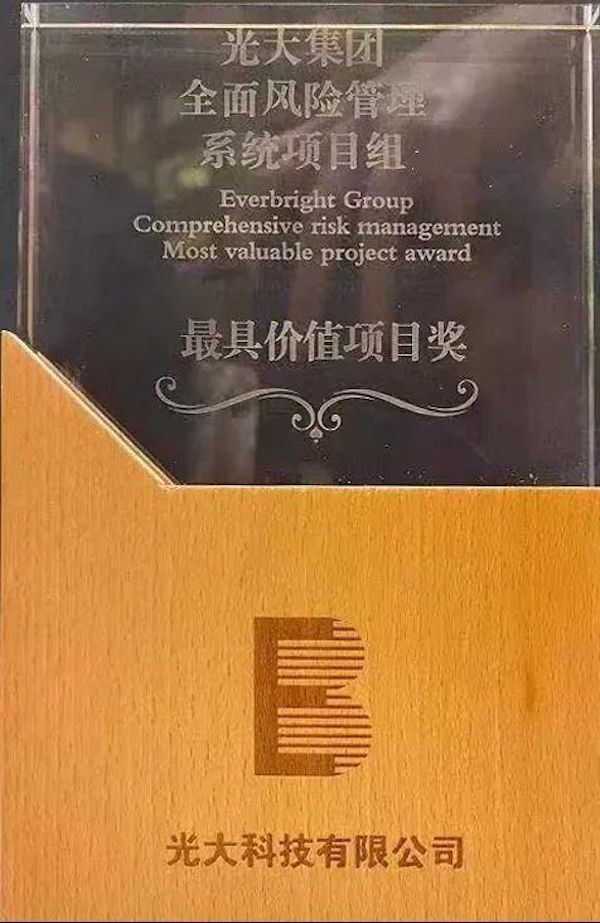 光大集团
全面风险管理
系统项目组
Everbright Group
Comprehensive risk management
Most valuable project award
最具价值项目奖
光大科技有限公司